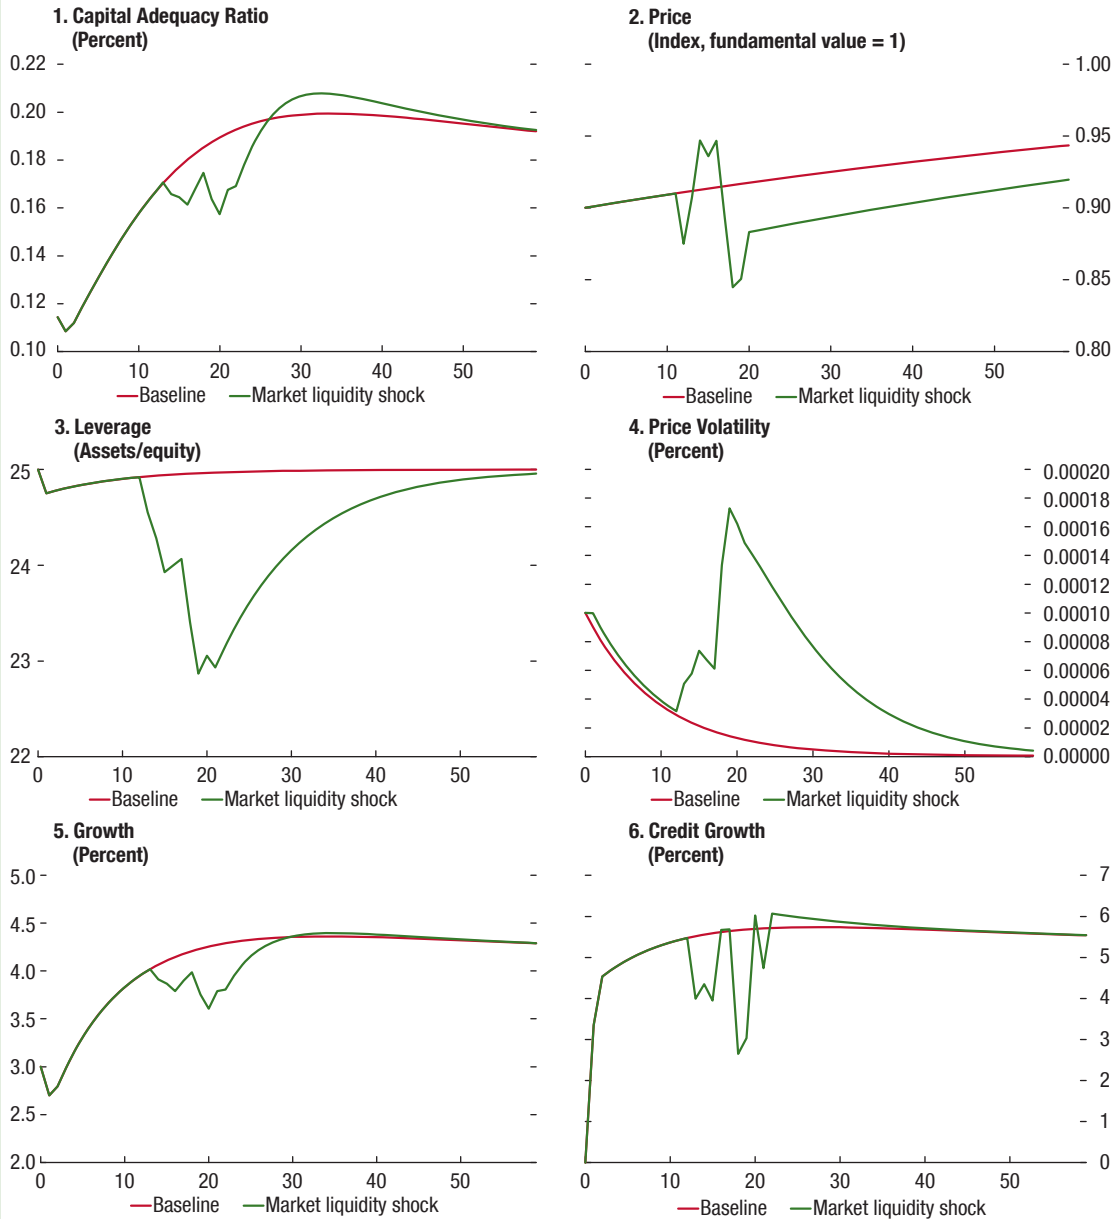 1. Capital Adequacy Ratio
(Percent)
0.22
0.20
0.18
0.16
0.14
0.12
0.10
0 10 20 30 40 50
Baseline Market liquidity shock
2. Price
(Index, fundamental value = 1)
1.00
0.95
0.90
0.85
0.80
0 10 20 30 40 50
Baseline Market liquidity shock
3. Leverage
(Assets/equity)
25
24
23
22
0 10 20 30 40 50
Baseline Market liquidity shock
4. Price Volatility
(Percent)
0.00020
0.00018
0.00016
0.00014
0.00012
0.00010
0.00008
0.00006
0.00004
0.00002
0.00000
0 10 20 30 40 50
Baseline Market liquidity shock
5. Growth
(Percent)
5.0
4.5
4.0
3.5
3.0
2.5
2.0
0 10 20 30 40 50
Baseline Market liquidity shock
6. Credit Growth
(Percent)
7
6
5
4
3
2
1
0
0 10 20 30 40 50
Baseline Market liquidity shock